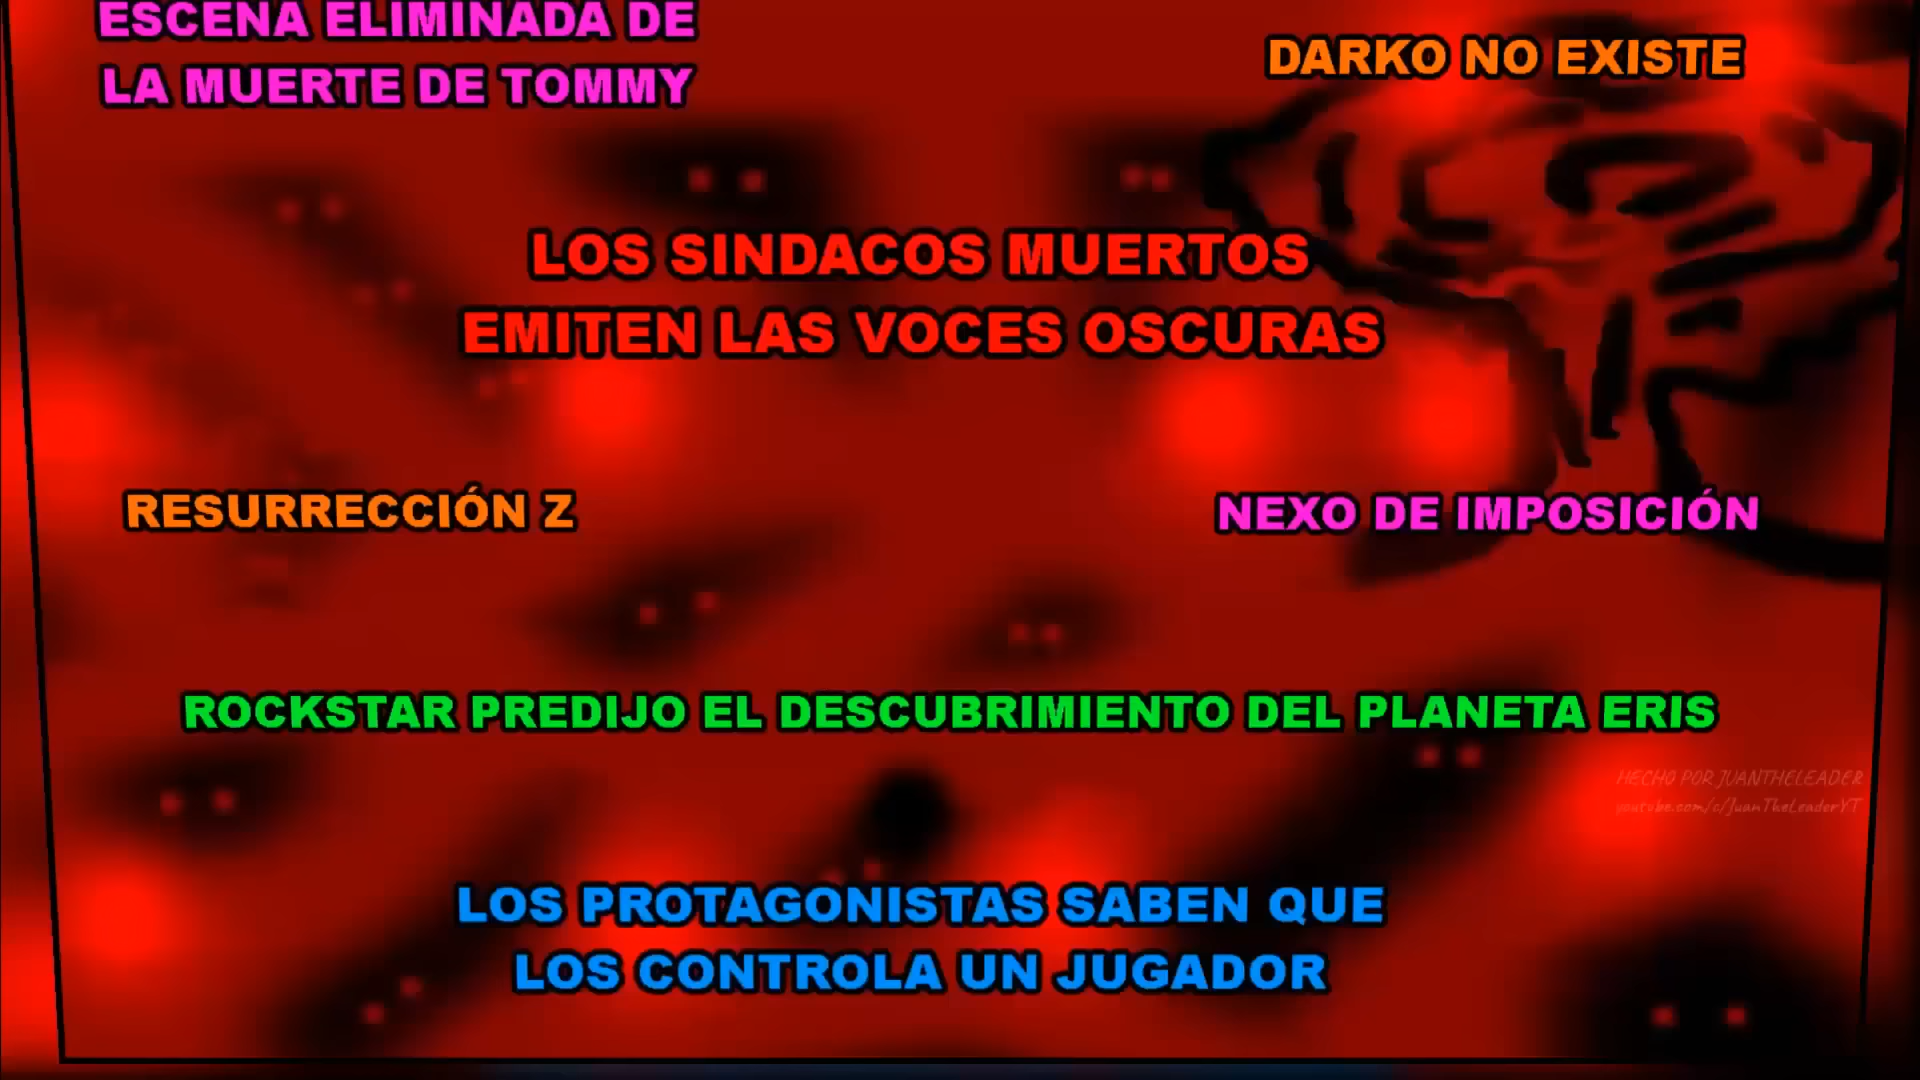 ESCENA ELIMINADA DE
LA MUERTE DE TOMMY
DARKO NO EXISTE
LOS SINDACOS MUERTOS
EMITEN LAS VOCES OSCURAS
RESURRECCIÓN Z
NEXO DE IMPOSICIÓN
ROCKSTAR PREDIJO EL DESCUBRIMIENTO DEL PLANETA ERIS
HECHO POR JUANTHELEADER
youtube.com/c/JuanTheLeaderYT
LOS PROTAGONISTAS SABEN QUE
LOS CONTROLA UN JUGADOR